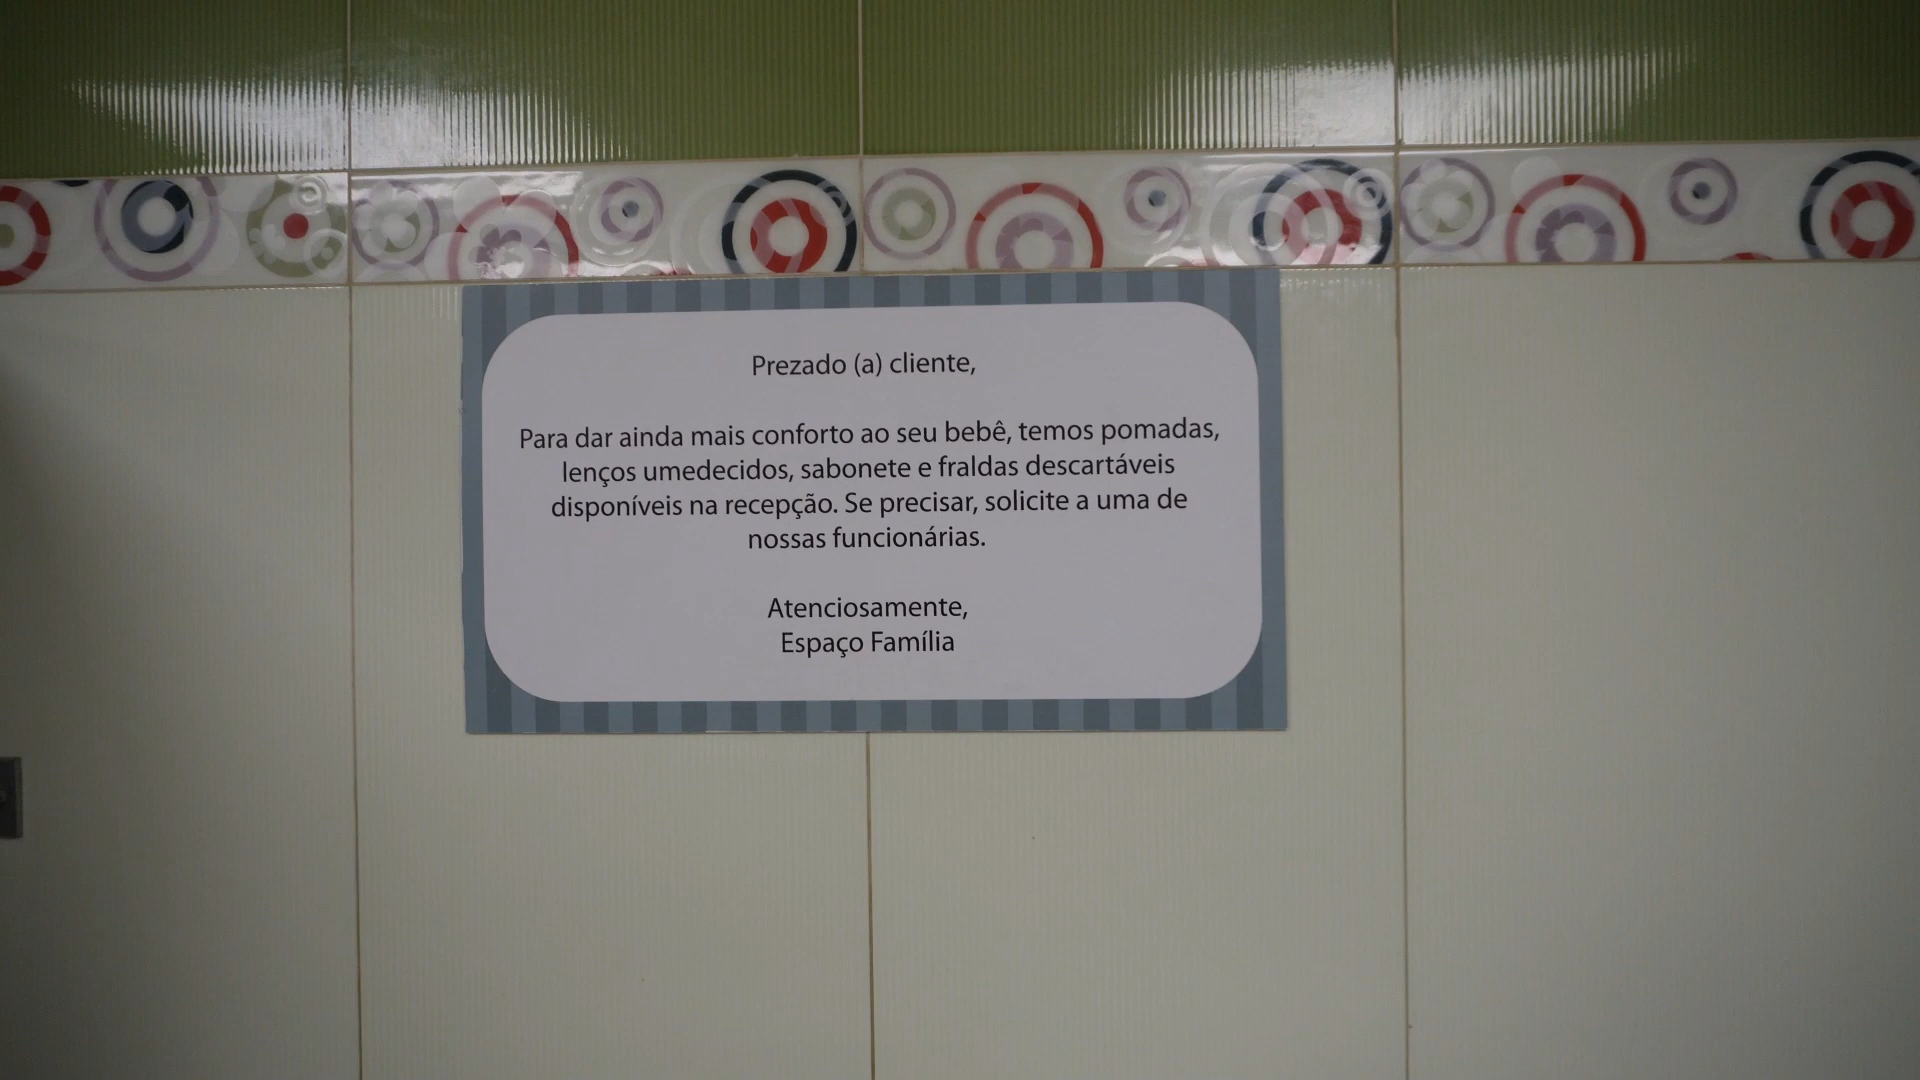 Prezado (a) cliente,
Para dar ainda mais conforto ao seu bebê, temos pomadas,
lenços umedecidos, sabonete e fraldas descartáveis
disponíveis na recepção. Se precisar, solicite a uma de
nossas funcionárias.
Atenciosamente,
Espaço Família